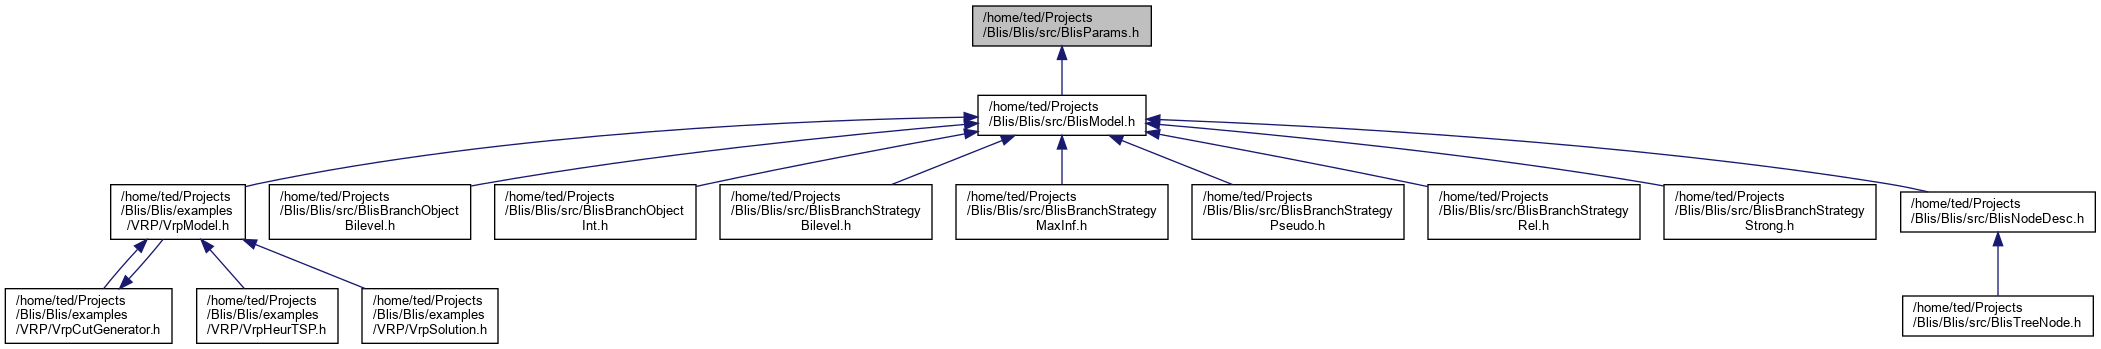 /home/ted/Projects
/Blis/Blis/src/BlisParams.h
/home/ted/Projects
/Blis/Blis/src/BlisModel.h
/home/ted/Projects
/Blis/Blis/examples
/VRP/VrpModel.h
/home/ted/Projects
/Blis/Blis/src/BlisBranchObject
Bilevel.h
/home/ted/Projects
/Blis/Blis/src/BlisBranchObject
Int.h
/home/ted/Projects
/Blis/Blis/src/BlisBranchStrategy
Bilevel.h
/home/ted/Projects
/Blis/Blis/src/BlisBranchStrategy
MaxInf.h
/home/ted/Projects
/Blis/Blis/src/BlisBranchStrategy
Pseudo.h
/home/ted/Projects
/Blis/Blis/src/BlisBranchStrategy
Rel.h
/home/ted/Projects
/Blis/Blis/src/BlisBranchStrategy
Strong.h
/home/ted/Projects
/Blis/Blis/src/BlisNodeDesc.h
/home/ted/Projects
/Blis/Blis/examples
/VRP/VrpCutGenerator.h
/home/ted/Projects
/Blis/Blis/examples
/VRP/VrpHeurTSP.h
/home/ted/Projects
/Blis/Blis/examples
/VRP/VrpSolution.h
/home/ted/Projects
/Blis/Blis/src/BlisTreeNode.h